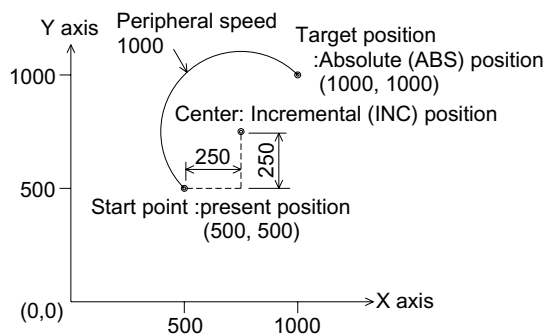 Y axis
Peripheral speed
1000
Target position
:Absolute (ABS) position
(1000, 1000)
1000
Center: Incremental (INC) position
250
250
500
Start point :present position
(500, 500)
(0,0)
500
1000
X axis